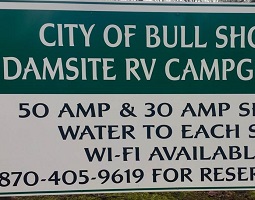 CITY OF BULL SHO
DAMSITE RV CAMPG
50 AMP & 30 AMP S
WATER TO EACH S
WI-FI AVAILABL
870-405-9619 FOR RESER